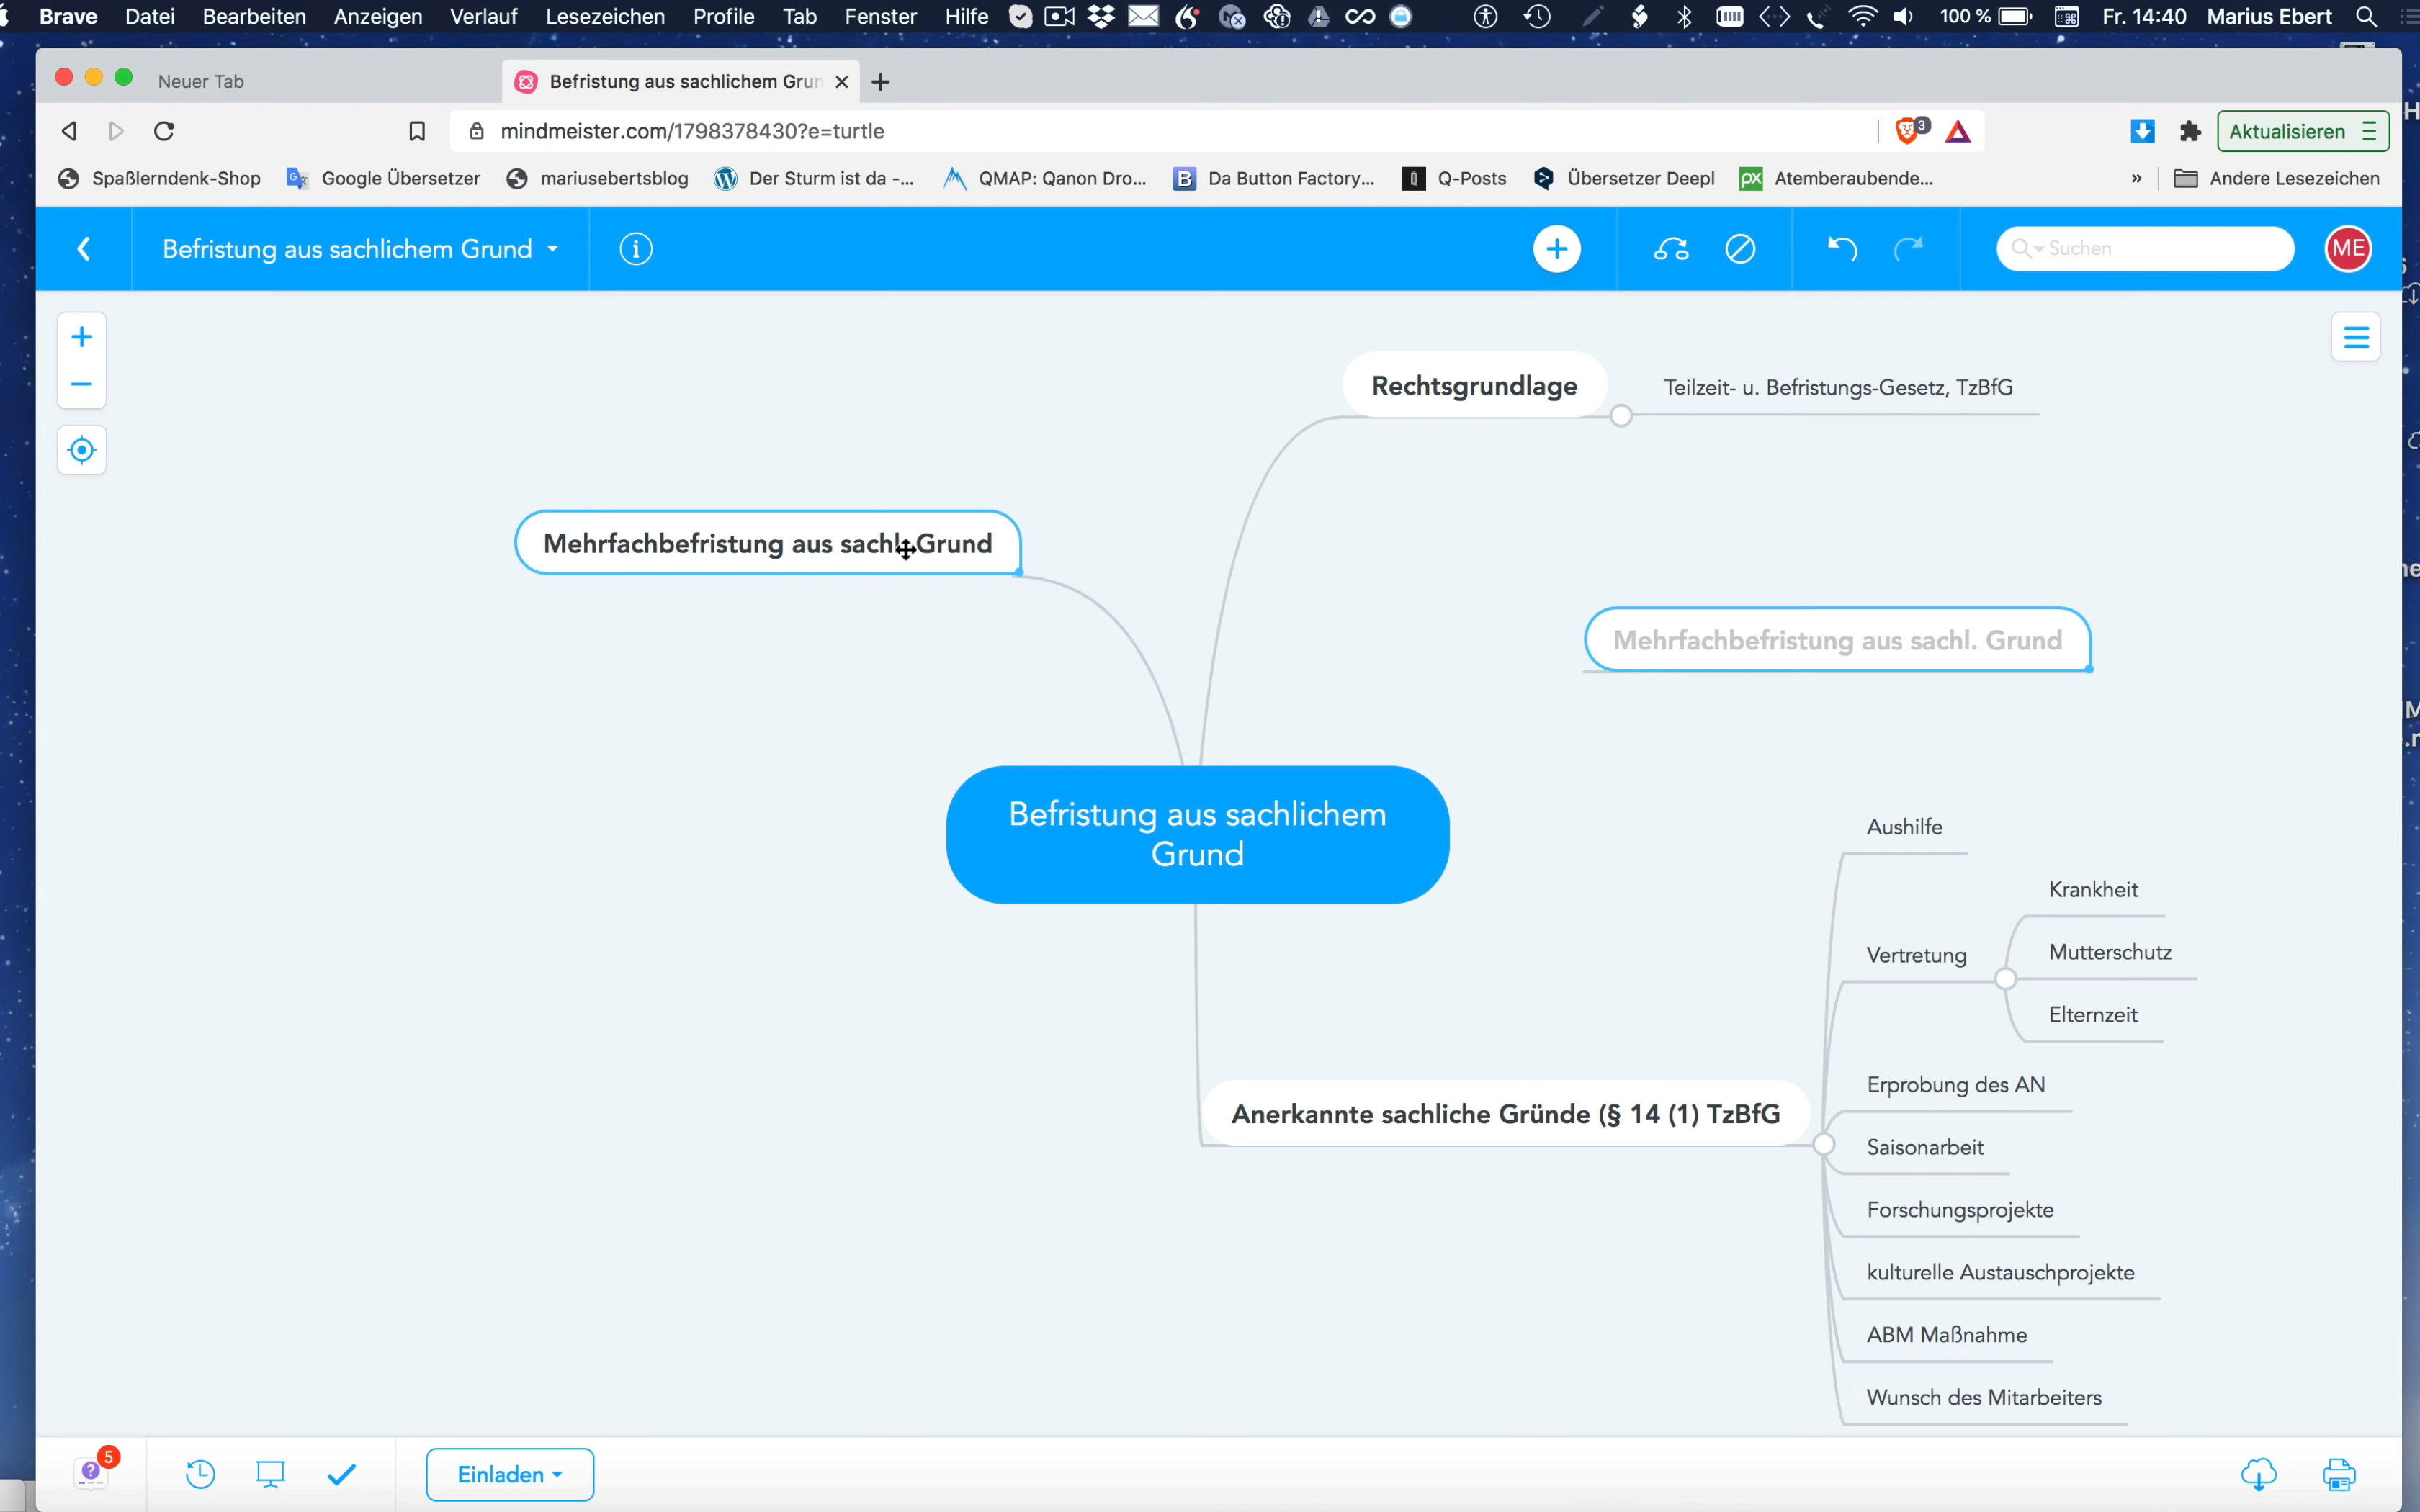 Brave Datei Bearbeiten Anzeigen Verlauf Lesezeichen Profile Tab Fenster Hilfe 100 % Fr. 14:40 Marius Ebert
Neuer Tab
Befristung aus sachlichem Grun
mindmeister.com/1798378430?e=turtle
3
Aktualisieren
Spaßlerndenk-Shop
Google Übersetzer
mariusebertsblog
Der Sturm ist da -...
QMAP: Qanon Dro...
B Da Button Factory...
Q Q-Posts
Übersetzer Deepl
px Atemberaubende...
» Andere Lesezeichen
Befristung aus sachlichem Grund
i
Suchen
ME
Rechtsgrundlage
Teilzeit- u. Befristungs-Gesetz, TzBfG
Mehrfachbefristung aus sachl. Grund
Mehrfachbefristung aus sachl. Grund
Befristung aus sachlichem
Grund
Aushilfe
Krankheit
Vertretung
Mutterschutz
Elternzeit
Erprobung des AN
Anerkannte sachliche Gründe (§ 14 (1) TzBfG
Saisonarbeit
Forschungsprojekte
kulturelle Austauschprojekte
ABM Maßnahme
Wunsch des Mitarbeiters
5
?
Einladen